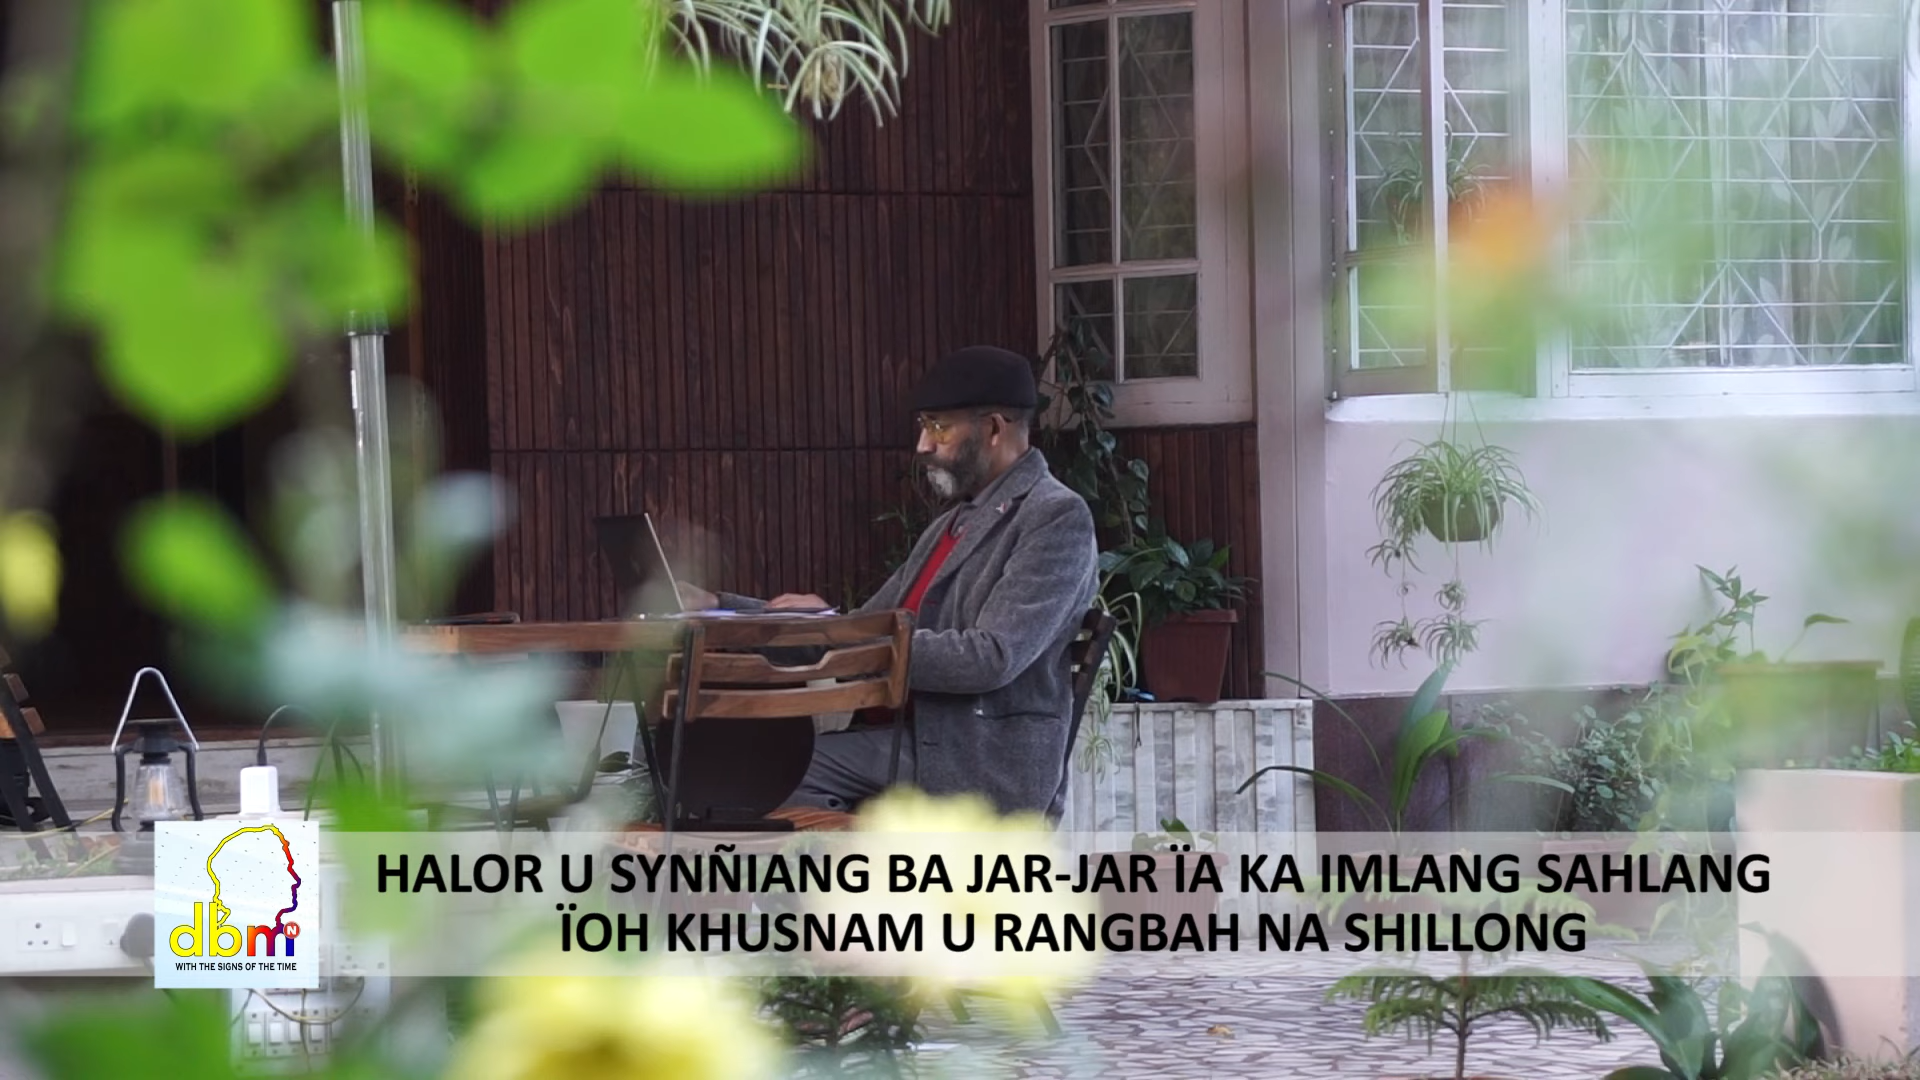 HALOR U SYNÑIANG BA JAR-JAR ÏA KA IMLANG SAHLANG
ÏOH KHUSNAM U RANGBAH NA SHILLONG
dbm
N
WITH THE SIGNS OF THE TIME